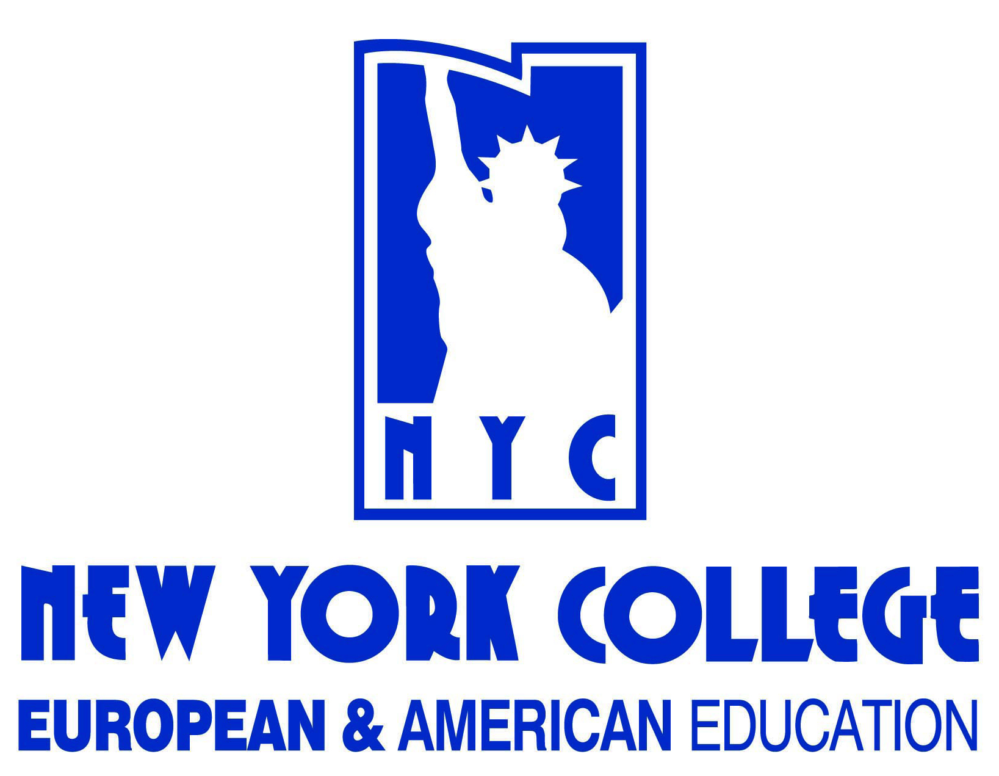 NYC
NEW YORK COLLEGE
EUROPEAN & AMERICAN EDUCATION